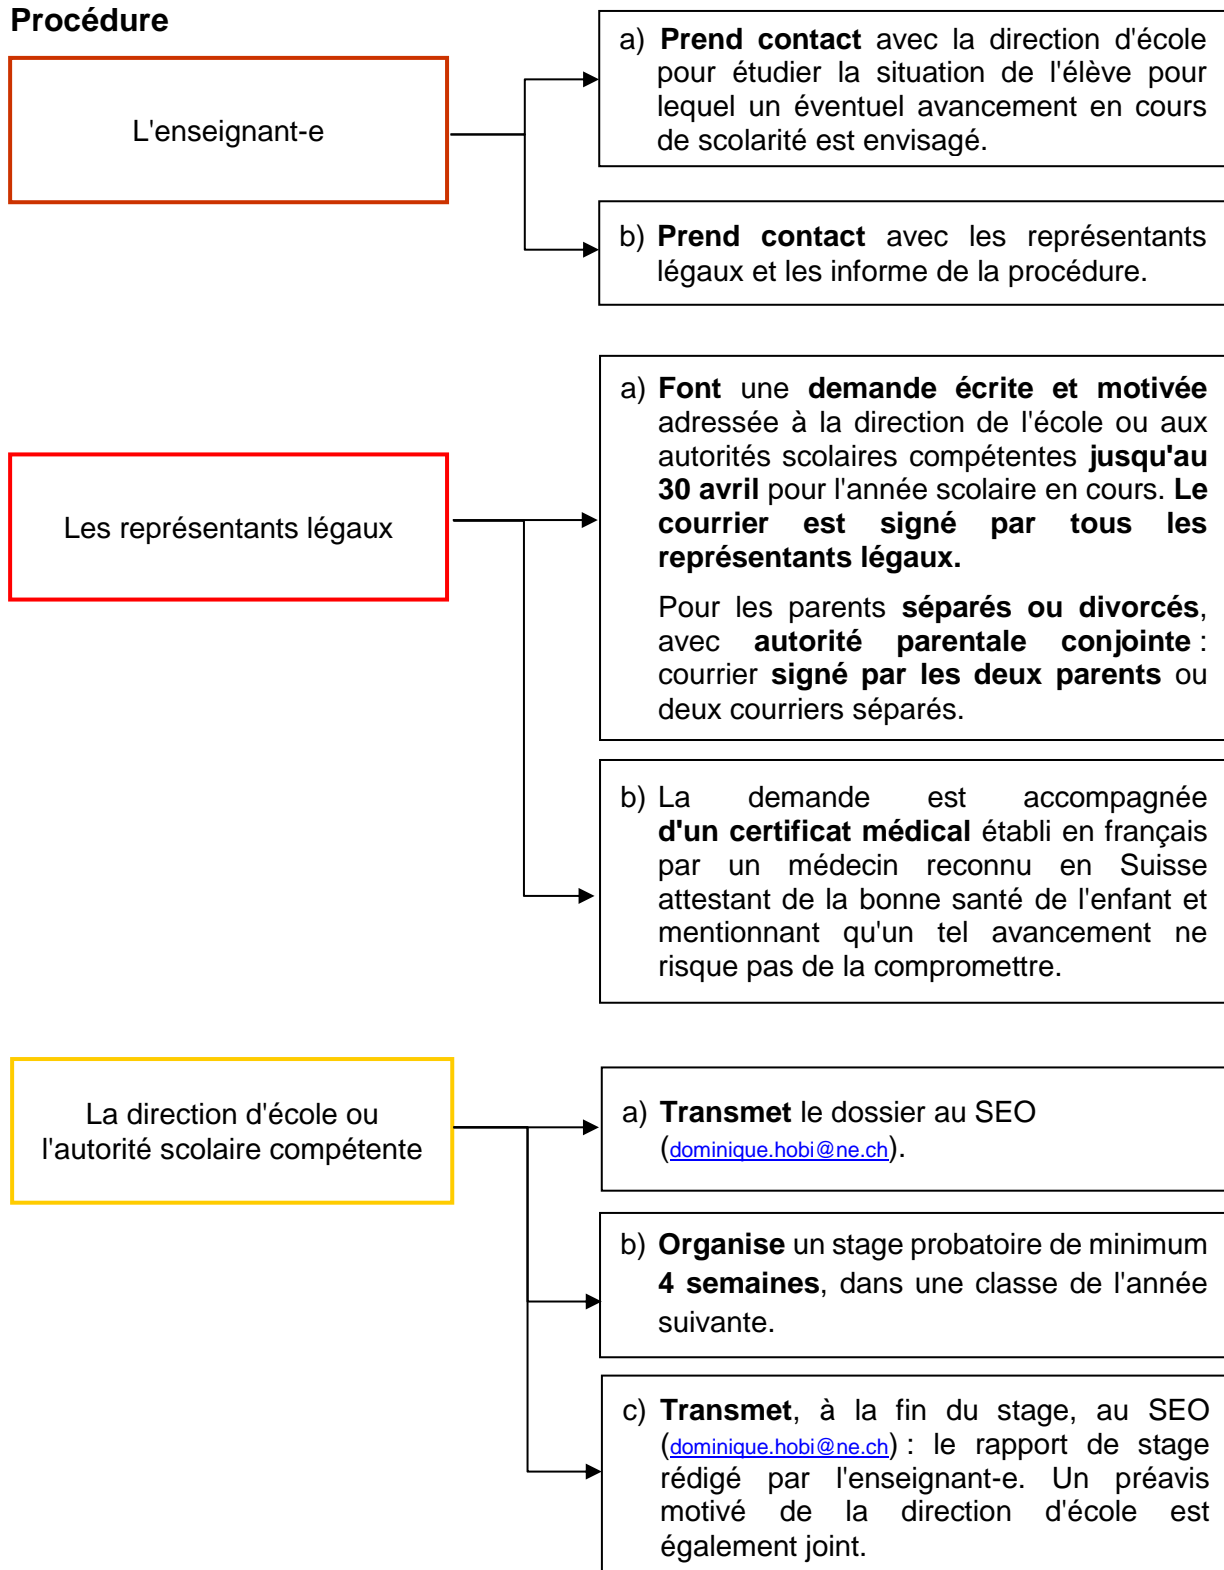 Procédure
L'enseignant-e
a) Prend contact avec la direction d'école
pour étudier la situation de l'élève pour
lequel un éventuel avancement en cours
de scolarité est envisagé.
b) Prend contact avec les représentants
légaux et les informe de la procédure.
Les représentants légaux
a) Font une demande écrite et motivée
adressée à la direction de l'école ou aux
autorités scolaires compétentes jusqu'au
30 avril pour l'année scolaire en cours. Le
courrier est signé par tous les
représentants légaux.
Pour les parents séparés ou divorcés,
avec autorité parentale conjointe :
courrier signé par les deux parents ou
deux courriers séparés.
b) La demande est accompagnée
d'un certificat médical établi en français
par un médecin reconnu en Suisse
attestant de la bonne santé de l'enfant et
mentionnant qu'un tel avancement ne
risque pas de la compromettre.
La direction d'école ou
l'autorité scolaire compétente
a) Transmet le dossier au SEO
(dominique.hobi@ne.ch).
b) Organise un stage probatoire de minimum
4 semaines, dans une classe de l'année
suivante.
c) Transmet, à la fin du stage, au SEO
(dominique.hobi@ne.ch) : le rapport de stage
rédigé par l'enseignant-e. Un préavis
motivé de la direction d'école est
également joint.